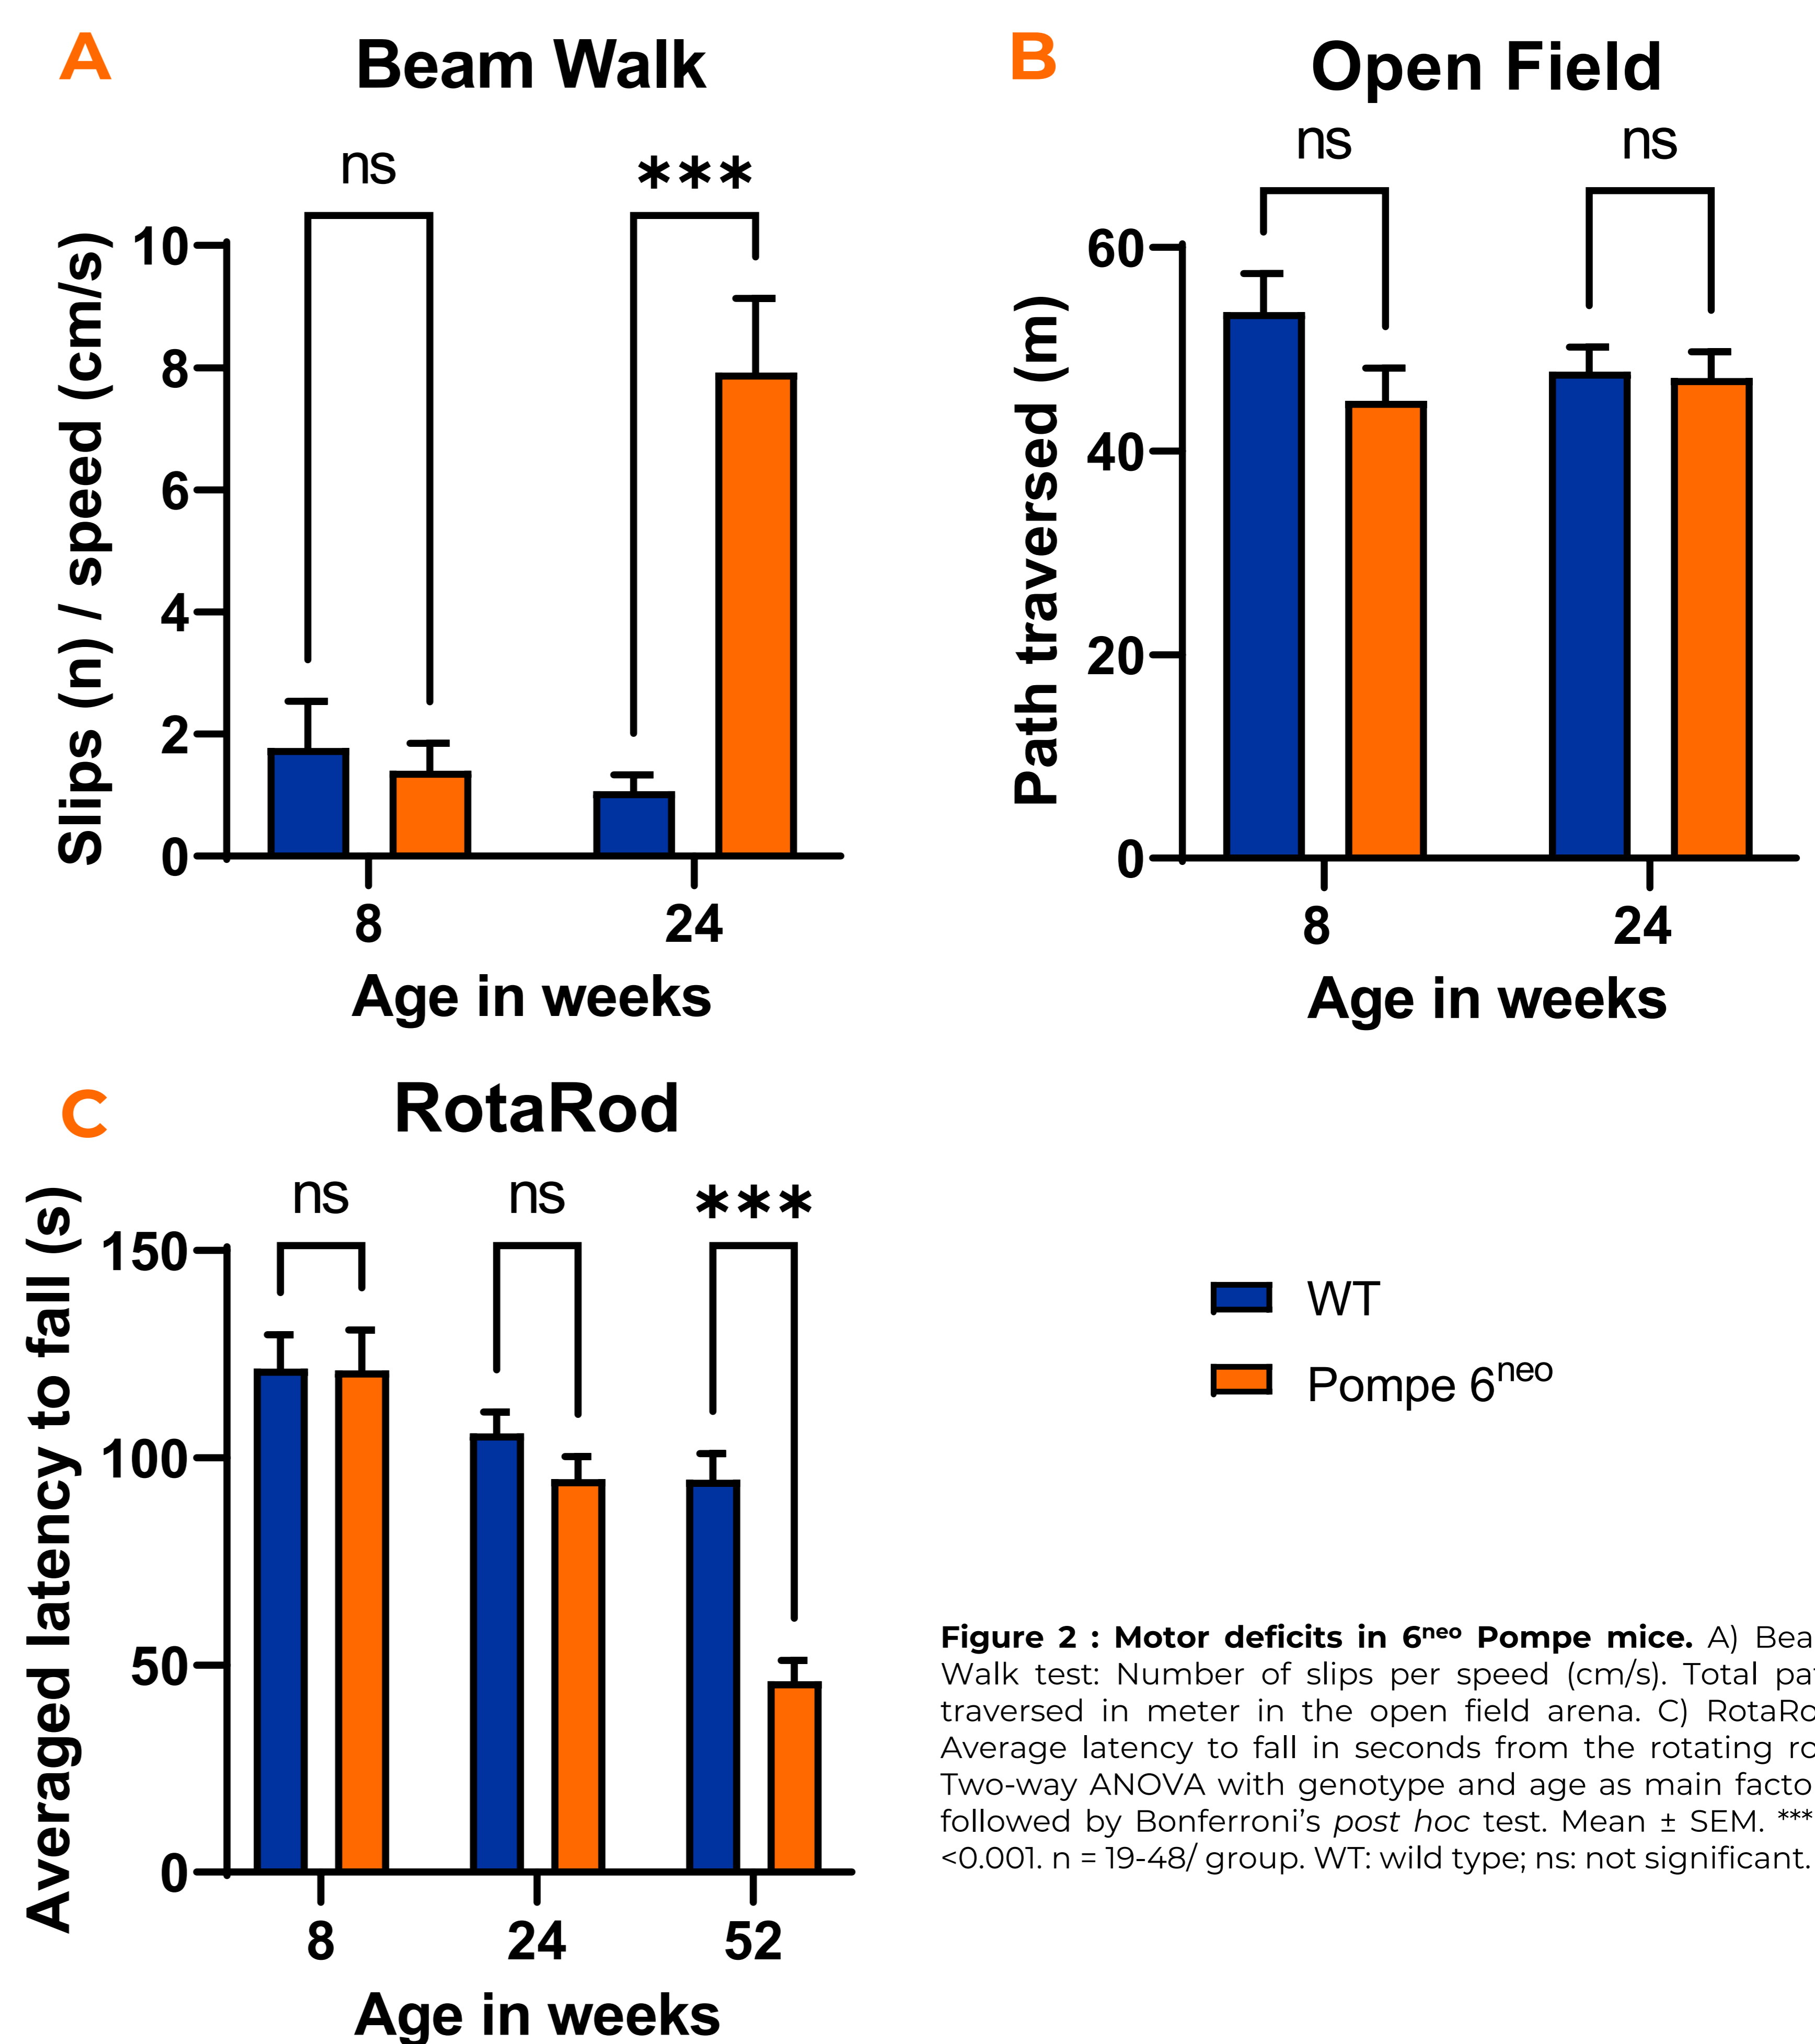 A
Beam Walk
ns
***
Slips (n) / speed (cm/s)
10
8
6
4
2
0
8
24
Age in weeks
B
Open Field
ns
ns
Path traversed (m)
60
40
20
0
8
24
Age in weeks
C
RotaRod
ns
ns
***
Averaged latency to fall (s)
150
100
50
0
8
24
52
Age in weeks
WT
Pompe 6ⁿᵉᵒ
Figure 2 : Motor deficits in 6ⁿᵉᵒ Pompe mice. A)
Walk test: Number of slips per speed (cm/s). Total
traversed in meter in the open field arena. C)
Average latency to fall in seconds from the rotating
Two-way ANOVA with genotype and age as main
followed by Bonferroni’s post hoc test. Mean ± SEM. ***
<0.001. n = 19-48/ group. WT: wild type; ns: not significant.